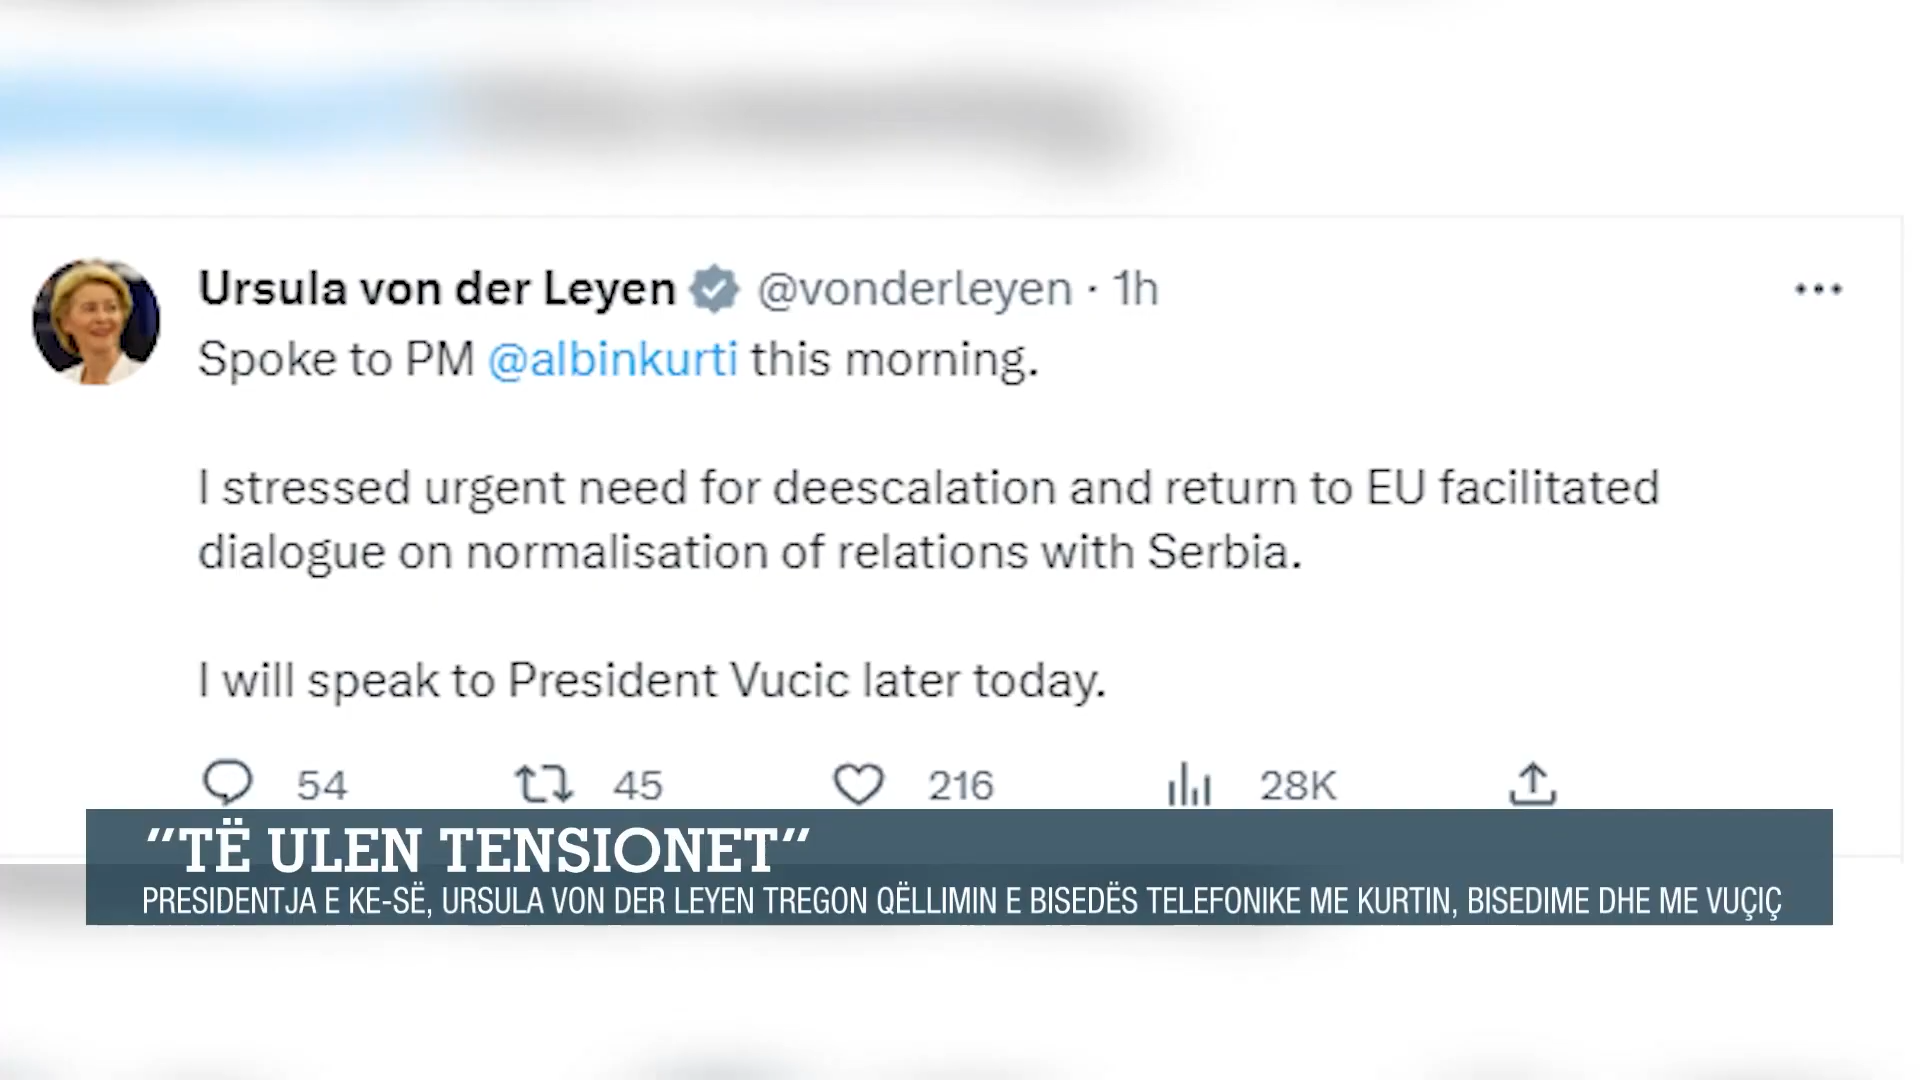 Ursula von der Leyen @vonderleyen · 1h
Spoke to PM @albinkurti this morning.
I stressed urgent need for deescalation and return to EU facilitated
dialogue on normalisation of relations with Serbia.
I will speak to President Vucic later today.
54 45 216 28K
“TË ULEN TENSIONET”
PRESIDENTJA E KE-SË, URSULA VON DER LEYEN TREGON QËLLIMIN E BISEDËS TELEFONIKE ME KURTIN, BISEDIME DHE ME VUÇIÇ